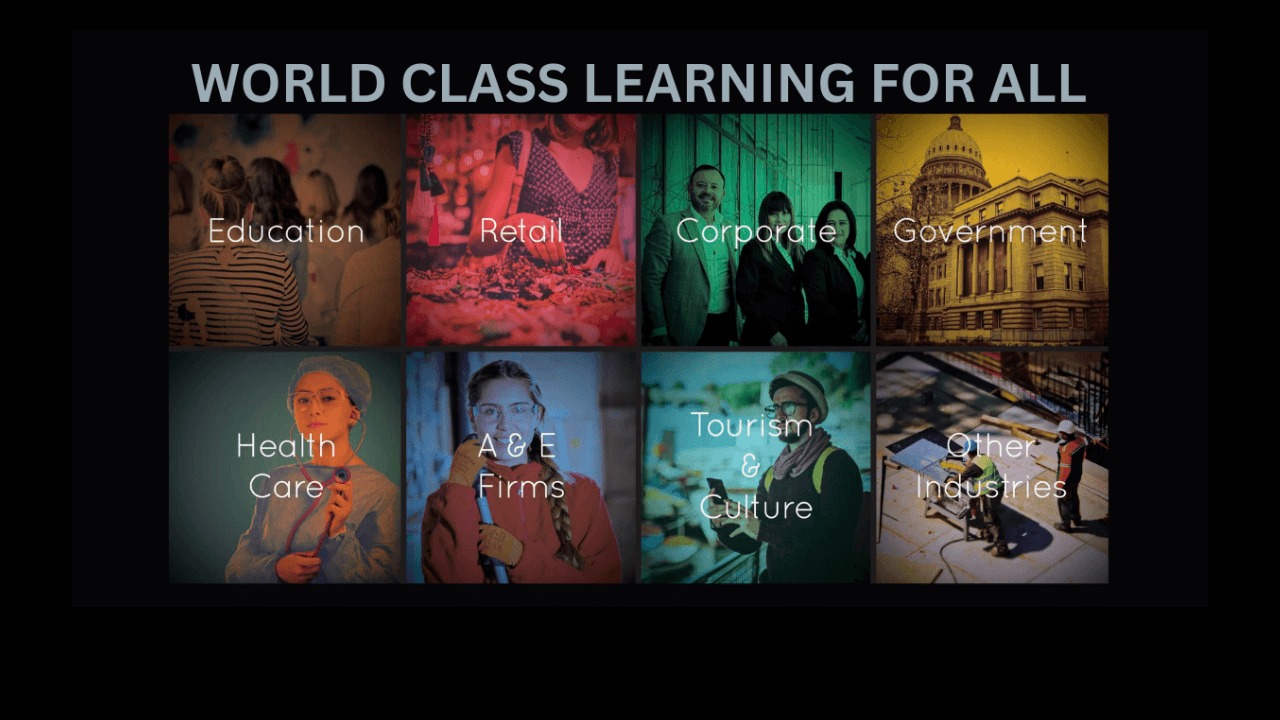 WORLD CLASS LEARNING FOR ALL
Education
Retail
Corporate
Government
Health
Care
A & E
Firms
Tourism
&
Culture
Other
Industries